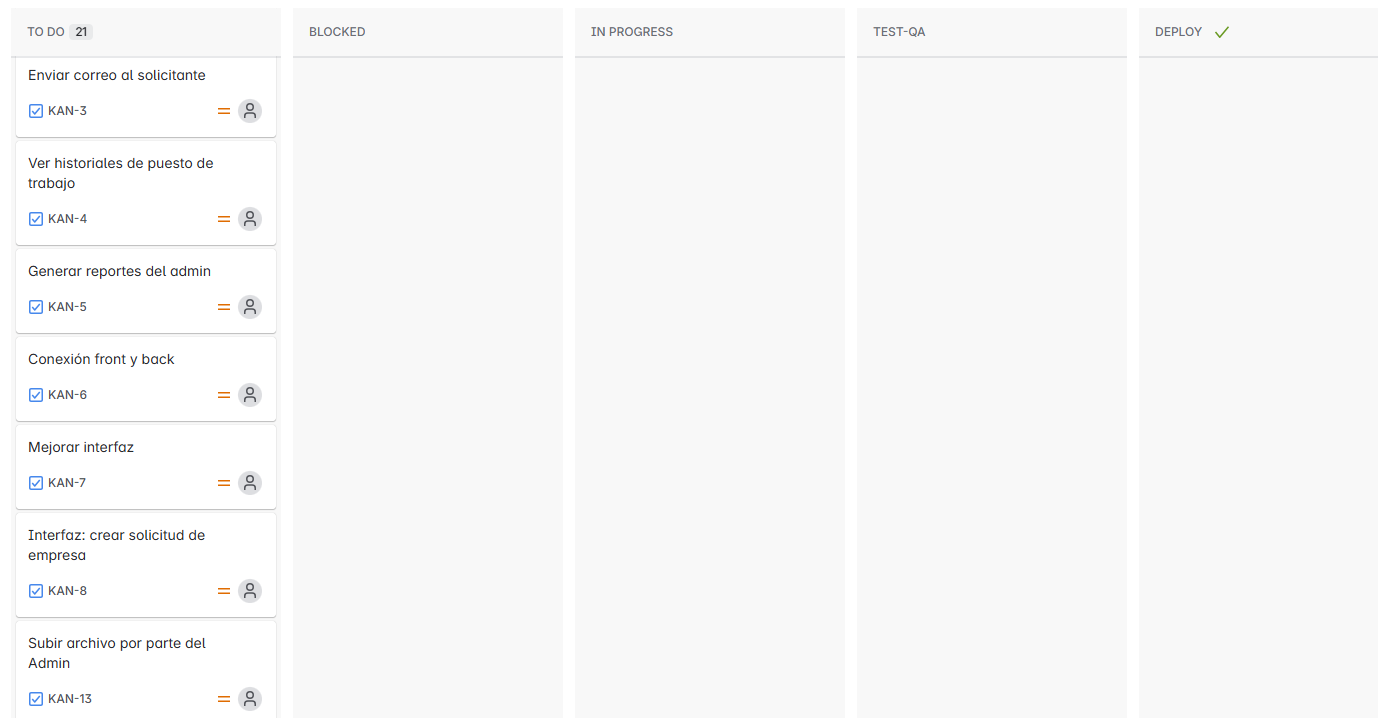 TO DO 21
BLOCKED
IN PROGRESS
TEST-QA
DEPLOY
Enviar correo al solicitante
KAN-3
Ver historiales de puesto de
trabajo
KAN-4
Generar reportes del admin
KAN-5
Conexión front y back
KAN-6
Mejorar interfaz
KAN-7
Interfaz: crear solicitud de
empresa
KAN-8
Subir archivo por parte del
Admin
KAN-13